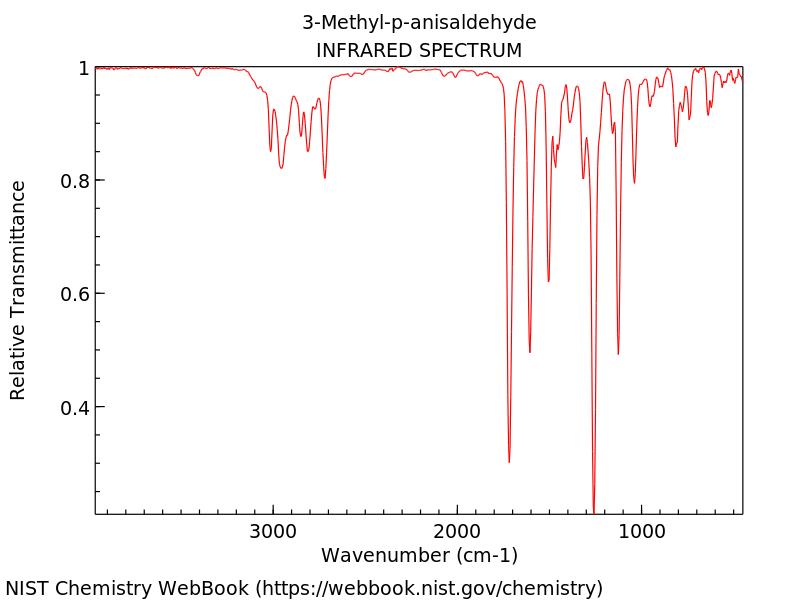 3-Methyl-p-anisaldehyde
INFRARED SPECTRUM
1
0.8
0.6
0.4
Relative Transmittance
3000 2000 1000
Wavenumber (cm-1)
NIST Chemistry WebBook (https://webbook.nist.gov/chemistry)